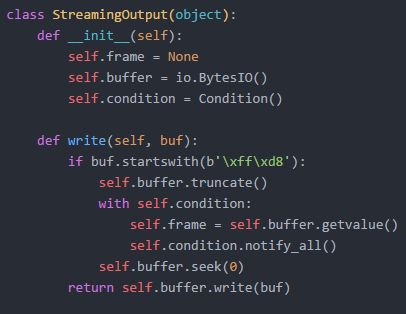 class StreamingOutput(object):
    def __init__(self):
        self.frame = None
        self.buffer = io.BytesIO()
        self.condition = Condition()

    def write(self, buf):
        if buf.startswith(b'\xff\xd8'):
            self.buffer.truncate()
            with self.condition:
                self.frame = self.buffer.getvalue()
                self.condition.notify_all()
            self.buffer.seek(0)
        return self.buffer.write(buf)